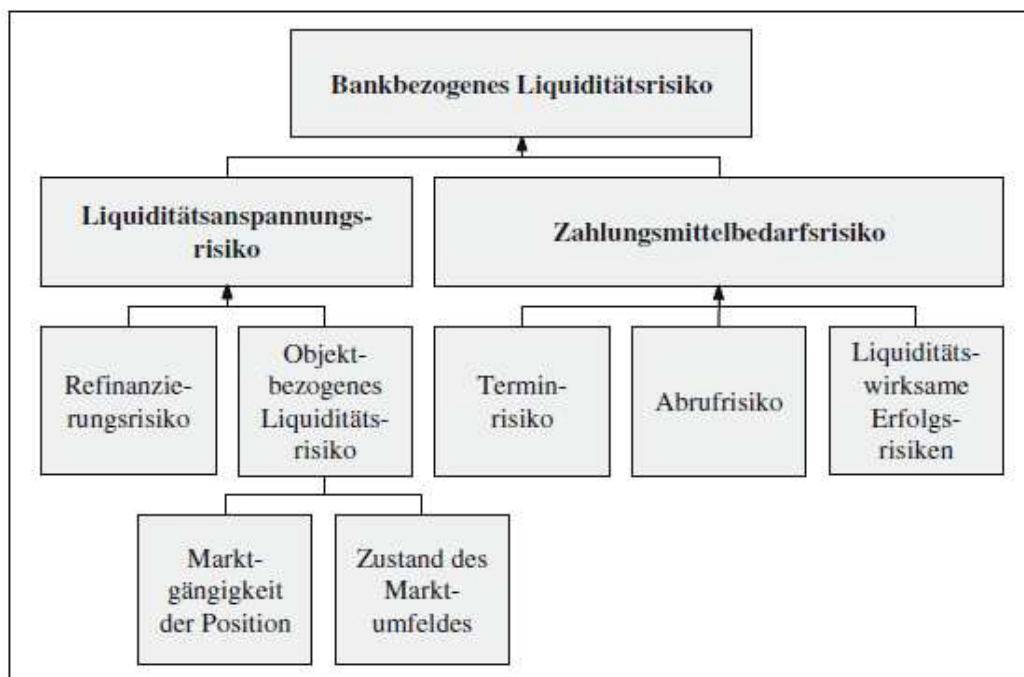 Bankbezogenes Liquiditätsrisiko
Liquiditätsanspannungs-
risiko
Zahlungsmittelbedarfsrisiko
Refinanzie-
rungsrisiko
Objekt-
bezogenes
Liquiditäts-
risiko
Termin-
risiko
Abrufrisiko
Liquiditäts-
wirksame
Erfolgs-
risiken
Markt-
gängigkeit
der Position
Zustand des
Markt-
umfeldes